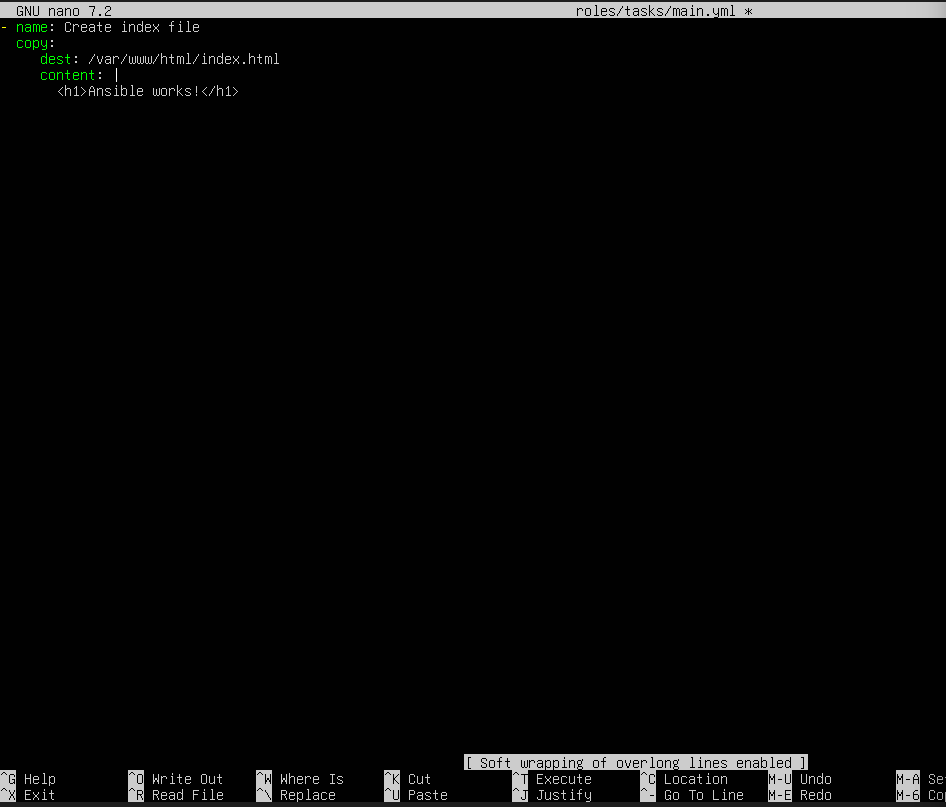 GNU nano 7.2 roles/tasks/main.yml *
- name: Create index file
copy:
dest: /var/www/html/index.html
content: |
<h1>Ansible works!</h1>
[ Soft wrapping of overlong lines enabled ]
^G Help ^O Write Out ^W Where Is ^K Cut ^T Execute ^C Location M-U Undo M-A Se
^X Exit ^R Read File ^\ Replace ^U Paste ^J Justify ^- Go To Line M-E Redo M-6 Co